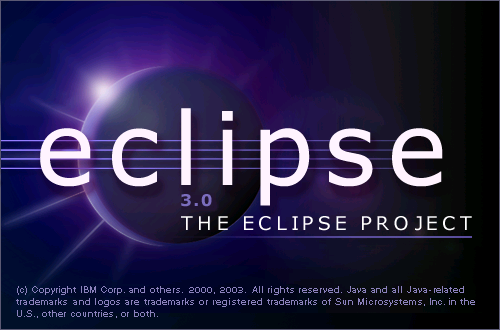 eclipse
3.0
THE ECLIPSE PROJECT
(c) Copyright IBM Corp. and others. 2000, 2003. All rights reserved. Java and all Java-related
trademarks and logos are trademarks or registered trademarks of Sun Microsystems, Inc. in the
U.S., other countries, or both.